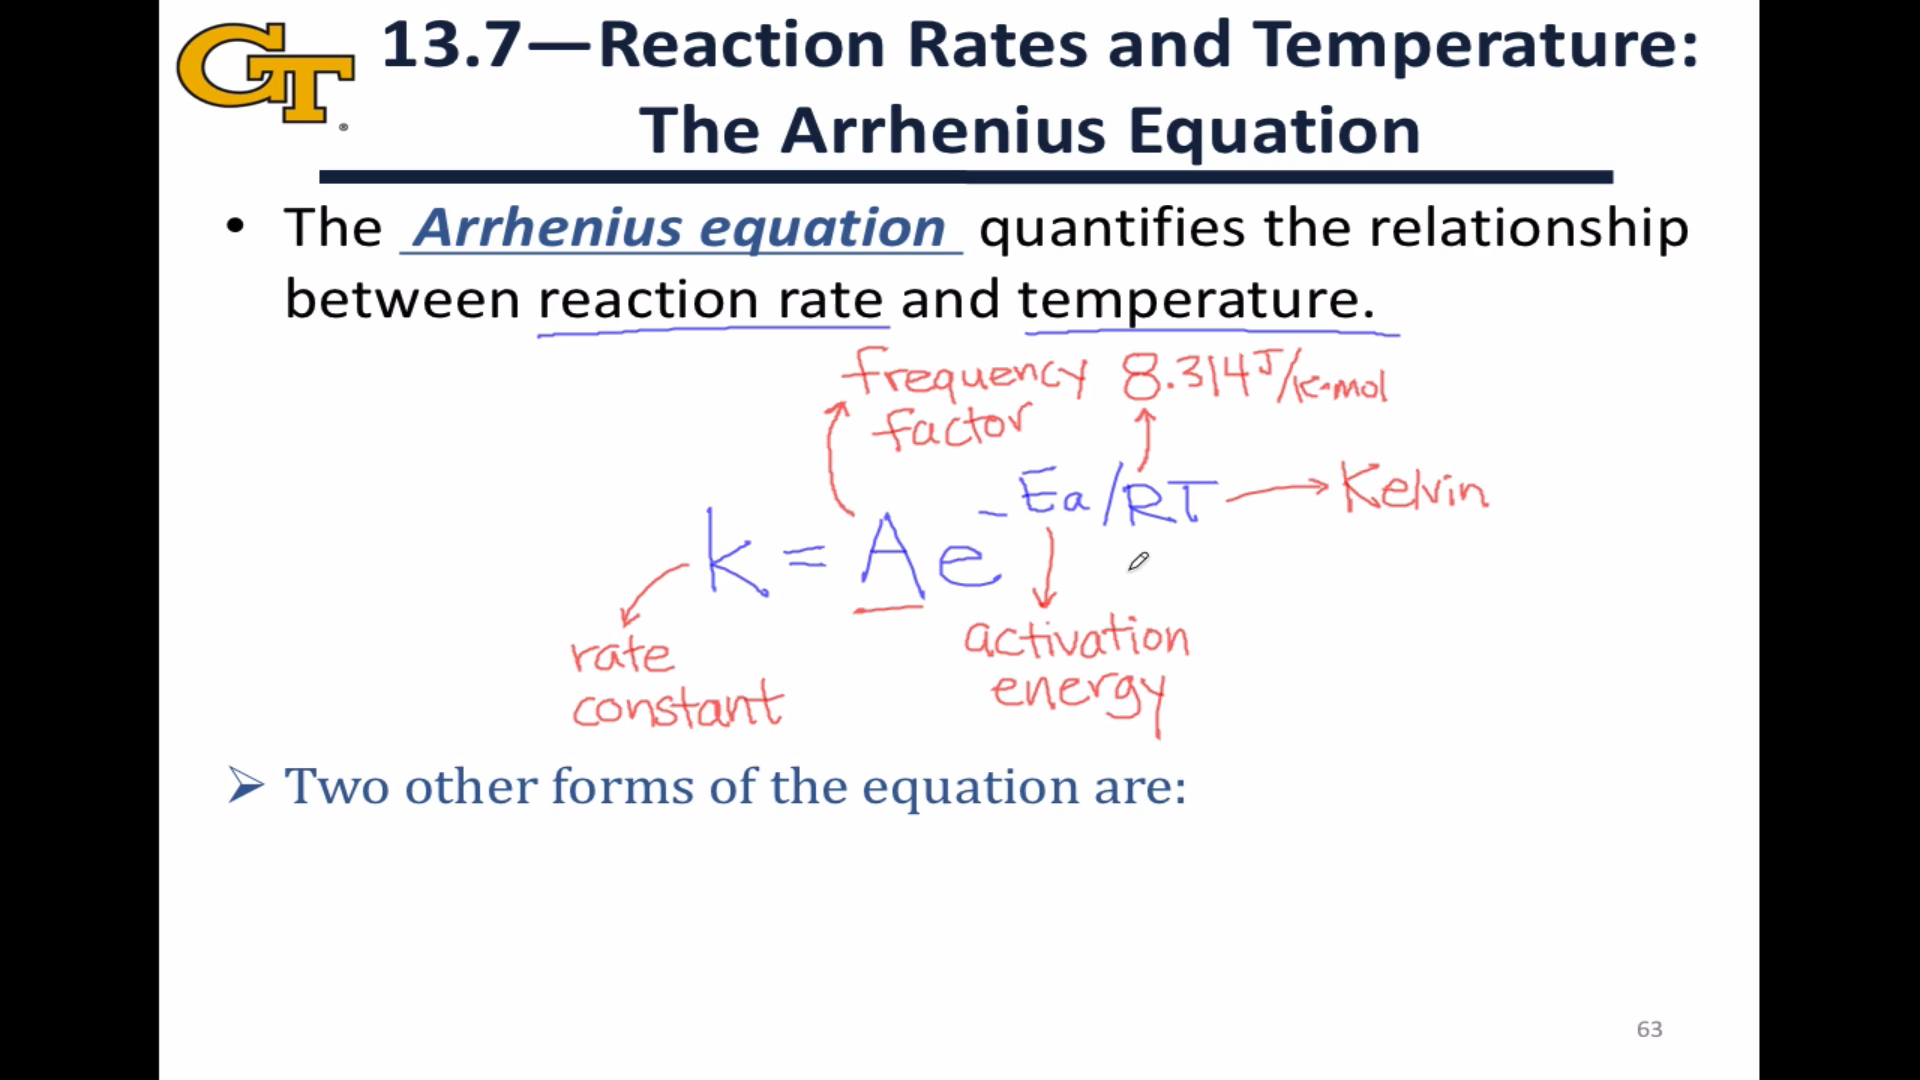 GT
®
13.7—Reaction Rates and Temperature:
The Arrhenius Equation
• The Arrhenius equation quantifies the relationship
between reaction rate and temperature.
frequency 8.314 J/K·mol
factor
k = Ae^-Ea/RT → Kelvin
rate
constant
activation
energy
➢ Two other forms of the equation are:
63